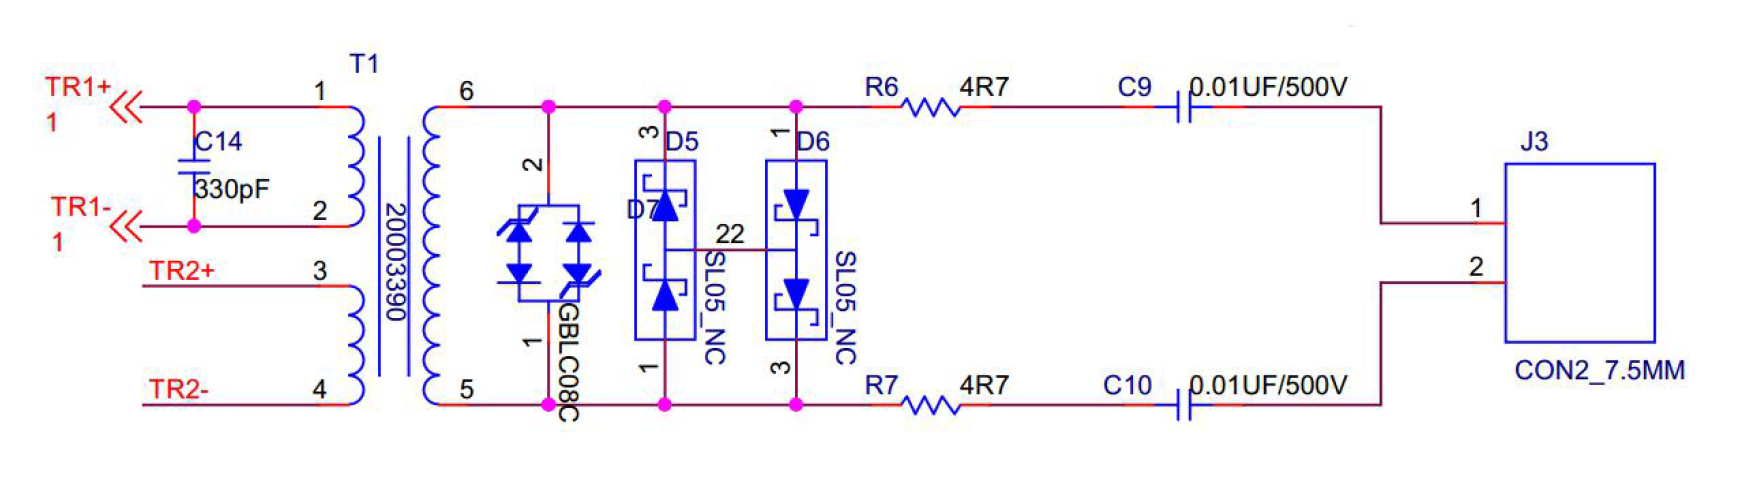 T1
TR1+
1
1
6
R6
4R7
C9
0.01UF/500V
C14
330pF
3
D5
1
D6
J3
2
D7
TR1-
1
2
20003390
22
1
SL05_NC
SL05_NC
TR2+
3
2
GBLC08C
1
1
3
CON2_7.5MM
TR2-
4
5
R7
4R7
C10
0.01UF/500V